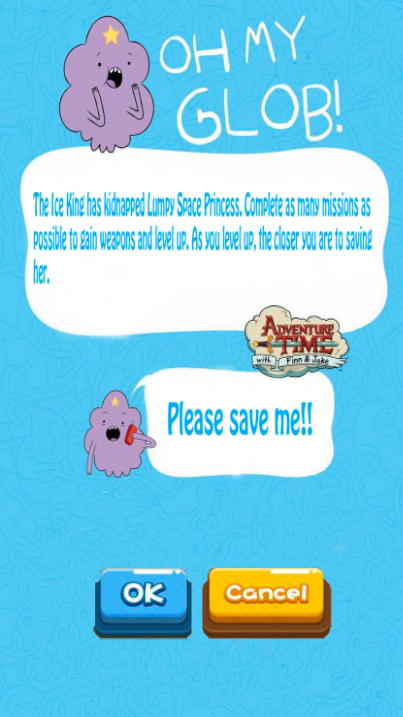 OH MY
GLOB!
The Ice King has kidnapped Lumpy Space Princess. Complete as many missions as
possible to gain weapons and level up. As you level up, the closer you are to saving
her.
ADVENTURE
TIME
with Finn & Jake
Please save me!!
OK
Cancel